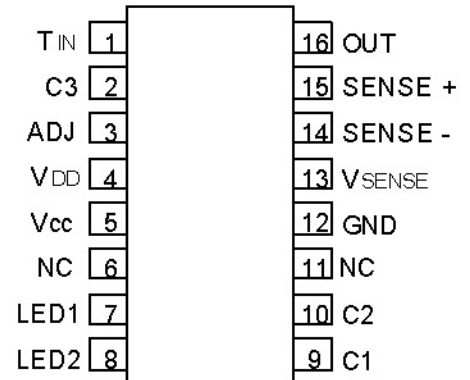 TIN 1 16 OUT
C3 2 15 SENSE +
ADJ 3 14 SENSE -
VDD 4 13 VSENSE
Vcc 5 12 GND
NC 6 11 NC
LED1 7 10 C2
LED2 8 9 C1